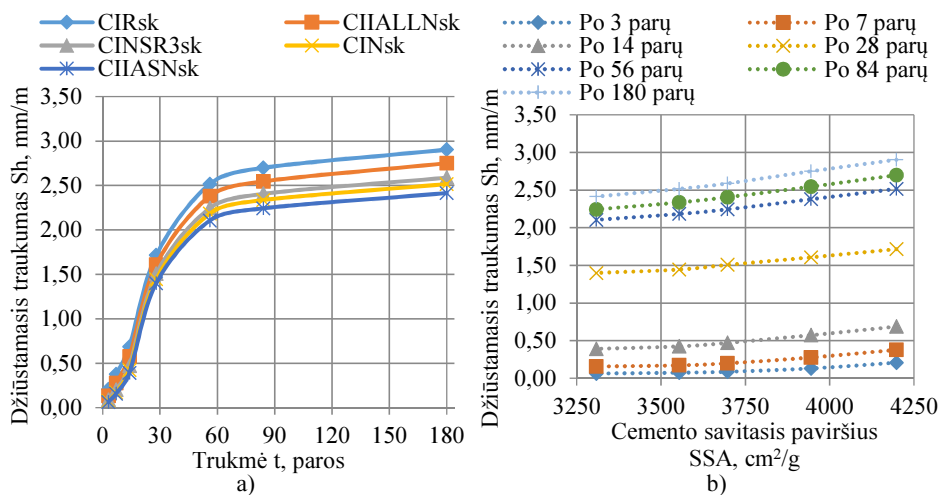 CIRsk
CIIALLNsk
CINSR3sk
CINsk
CIIASNsk
Džiūstamasis traukumas Sh, mm/m
3,50
3,00
2,50
2,00
1,50
1,00
0,50
0,00
0 30 60 90 120 150 180
Trukmė t, paros
a)
Po 3 parų
Po 7 parų
Po 14 parų
Po 28 parų
Po 56 parų
Po 84 parų
Po 180 parų
Džiūstamasis traukumas Sh, mm/m
3,50
3,00
2,50
2,00
1,50
1,00
0,50
0,00
3250 3500 3750 4000 4250
Cemento savitasis paviršius
SSA, cm²/g
b)